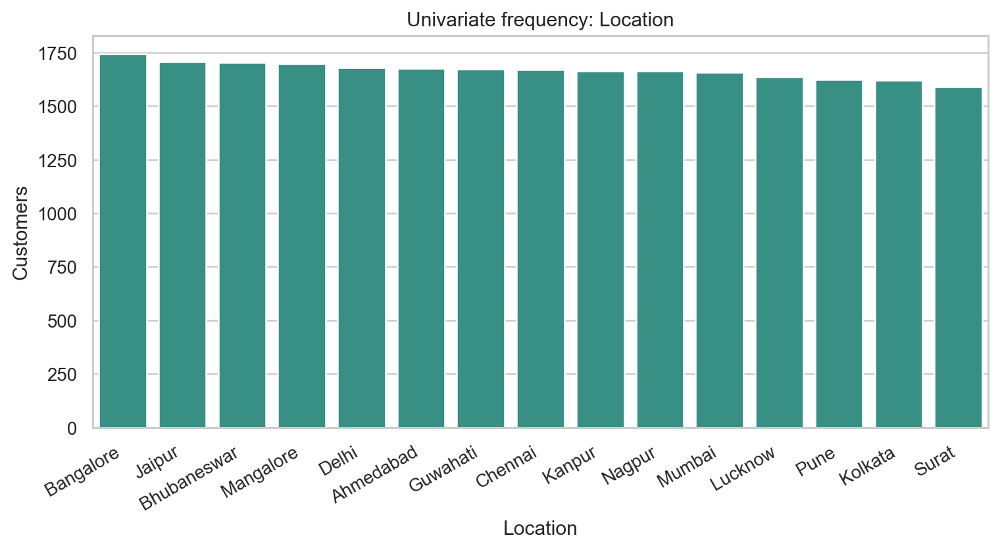 Univariate frequency: Location
1750
1500
1250
1000
750
500
250
0
Customers
Bangalore
Jaipur
Bhubaneswar
Mangalore
Delhi
Ahmedabad
Guwahati
Chennai
Kanpur
Nagpur
Mumbai
Lucknow
Pune
Kolkata
Surat
Location